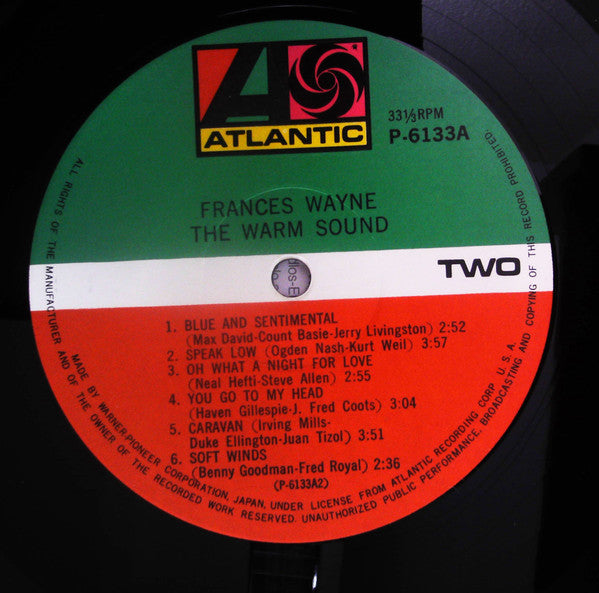 ATLANTIC
33⅓RPM
P-6133A
FRANCES WAYNE
THE WARM SOUND
TWO
1. BLUE AND SENTIMENTAL
(Max David-Count Basie-Jerry Livingston) 2:52
2. SPEAK LOW (Ogden Nash-Kurt Weil) 3:57
3. OH WHAT A NIGHT FOR LOVE
(Neal Hefti-Steve Allen) 2:55
4. YOU GO TO MY HEAD
(Haven Gillespie-J. Fred Coots) 3:04
5. CARAVAN (Irving Mills-
Duke Ellington-Juan Tizol) 3:51
6. SOFT WINDS
(Benny Goodman-Fred Royal) 2:36
(P-6133A2)
MADE BY WARNER-PIONEER CORPORATION, JAPAN, UNDER LICENSE FROM ATLANTIC RECORDING CORP. U.S.A.
ALL RIGHTS OF THE MANUFACTURER AND OF THE OWNER OF THE RECORDED WORK RESERVED. UNAUTHORIZED PUBLIC PERFORMANCE, BROADCASTING AND COPYING OF THIS RECORD PROHIBITED.